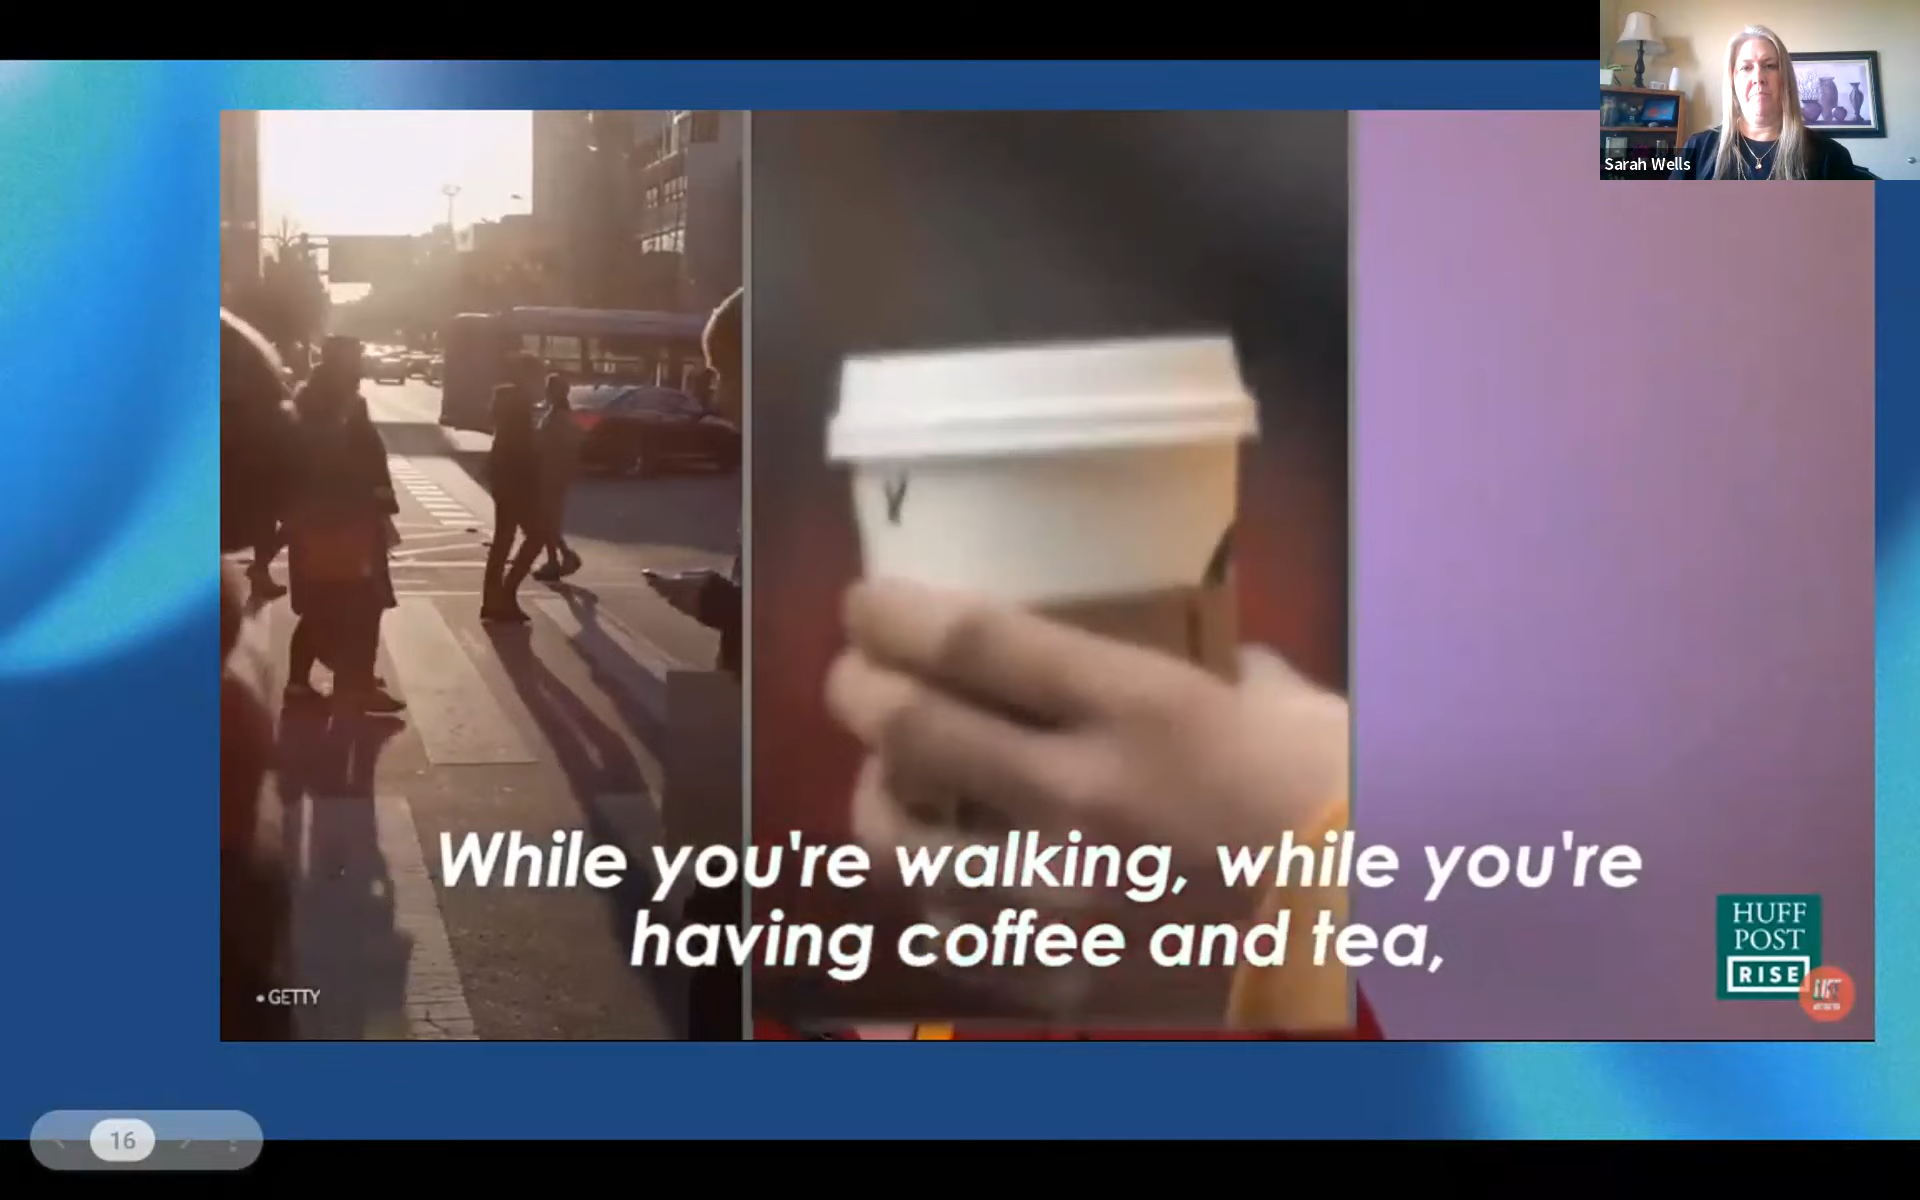 Sarah Wells
While you're walking, while you're
having coffee and tea,
HUFF
POST
RISE
• GETTY
16